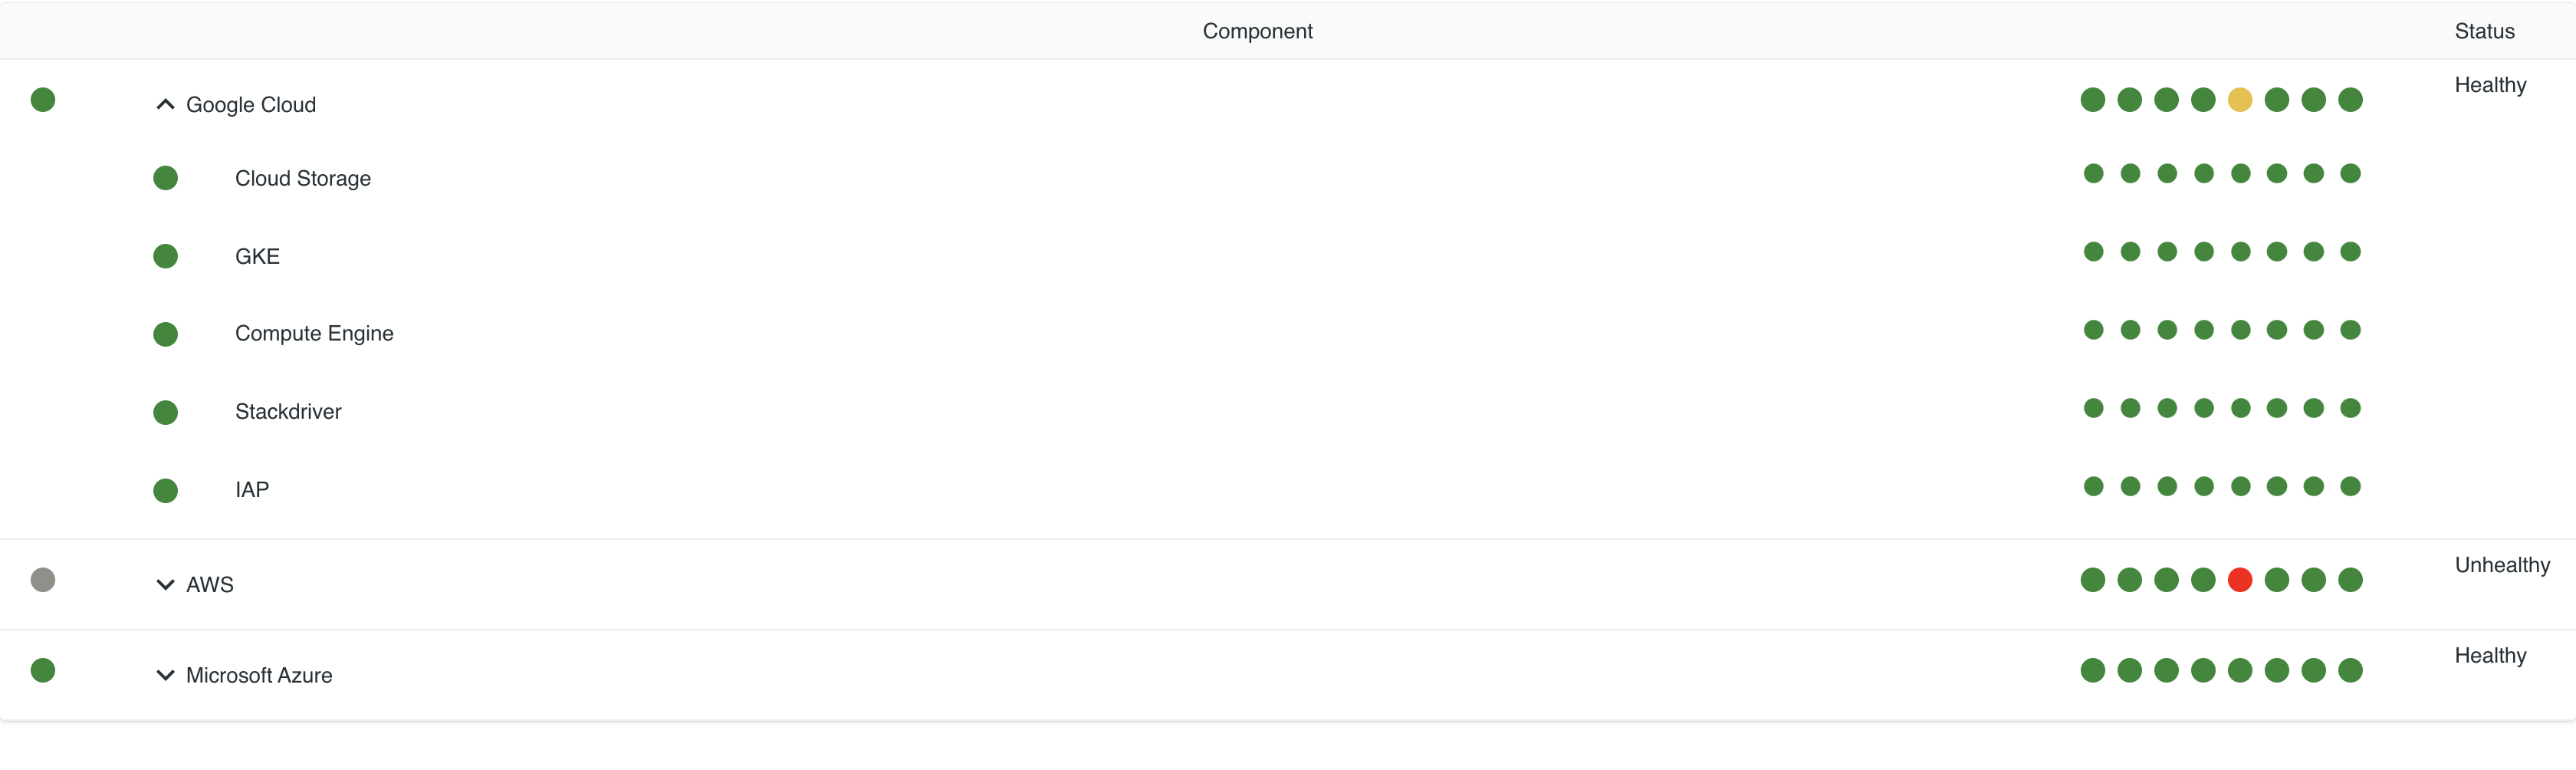 Component Status
Google Cloud Healthy
Cloud Storage
GKE
Compute Engine
Stackdriver
IAP
AWS Unhealthy
Microsoft Azure Healthy